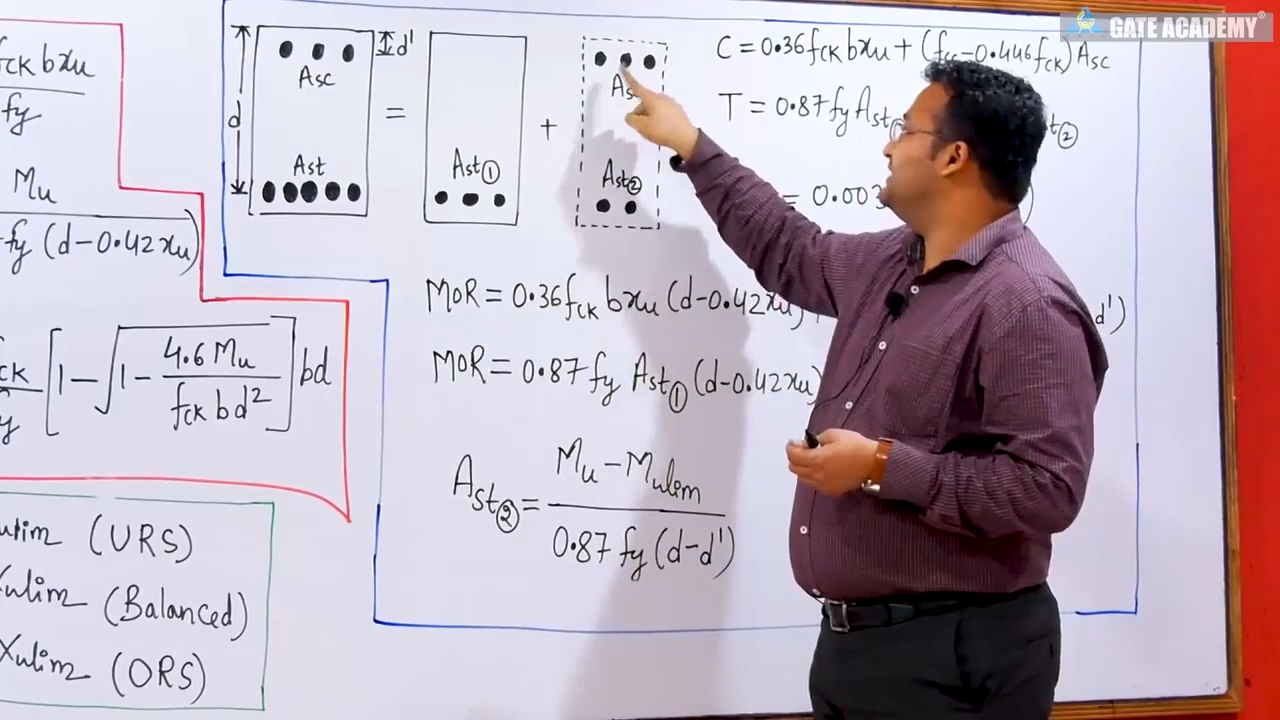 GATE ACADEMY
fck b xu
fy
Mu
fy (d-0.42xu)
[1-√1- 4.6 Mu / fck bd²] bd
(URS)
Xulim (Balanced)
Xulim (ORS)
d'
Asc
d
Ast
=
Ast①
+
Ast②
C = 0.36 fck b xu + (fcc-0.446 fck) Asc
T = 0.87 fy Ast
②
= 0.003
MOR = 0.36 fck b xu (d-0.42xu)
d')
MOR = 0.87 fy Ast① (d-0.42xu)
Ast② = Mu - Mulim / 0.87 fy (d-d')